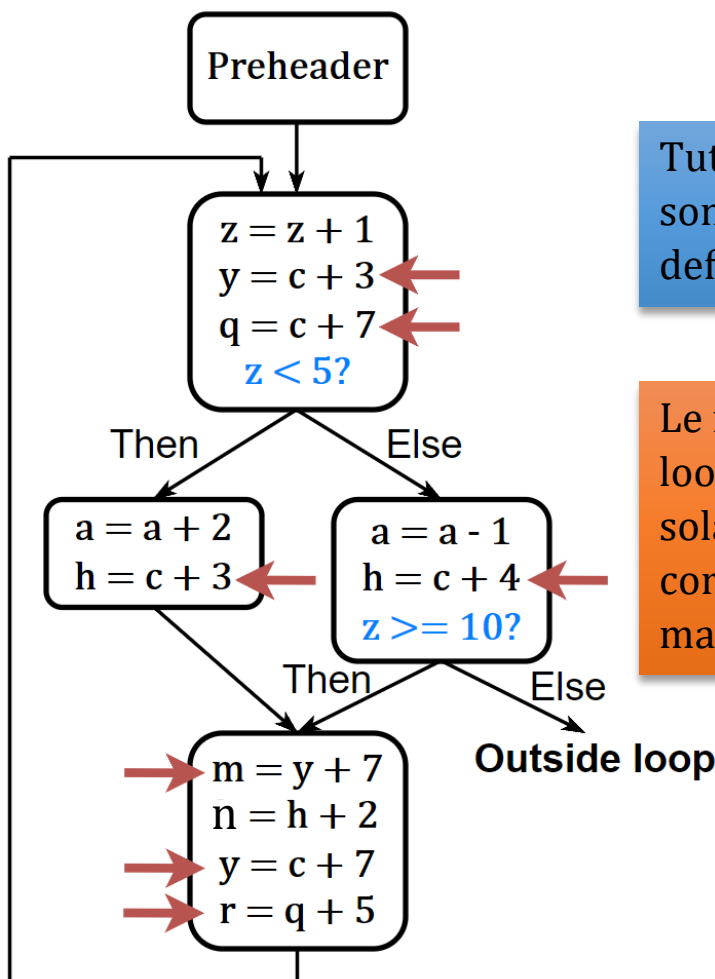 Preheader
z = z + 1
y = c + 3
q = c + 7
z < 5?
Then
Else
a = a + 2
h = c + 3
a = a - 1
h = c + 4
z >= 10?
Then
Else
Outside loop
m = y + 7
n = h + 2
y = c + 7
r = q + 5
Le